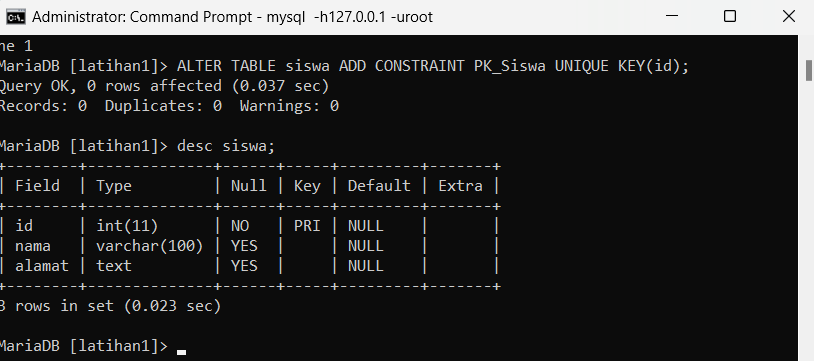 Administrator: Command Prompt - mysql  -h127.0.0.1 -uroot
ne 1
MariaDB [latihan1]> ALTER TABLE siswa ADD CONSTRAINT PK_Siswa UNIQUE KEY(id);
Query OK, 0 rows affected (0.037 sec)
Records: 0  Duplicates: 0  Warnings: 0
MariaDB [latihan1]> desc siswa;
+--------+--------------+------+-----+---------+-------+
| Field  | Type         | Null | Key | Default | Extra |
+--------+--------------+------+-----+---------+-------+
| id     | int(11)      | NO   | PRI | NULL    |       |
| nama   | varchar(100) | YES  |     | NULL    |       |
| alamat | text         | YES  |     | NULL    |       |
+--------+--------------+------+-----+---------+-------+
3 rows in set (0.023 sec)
MariaDB [latihan1]>